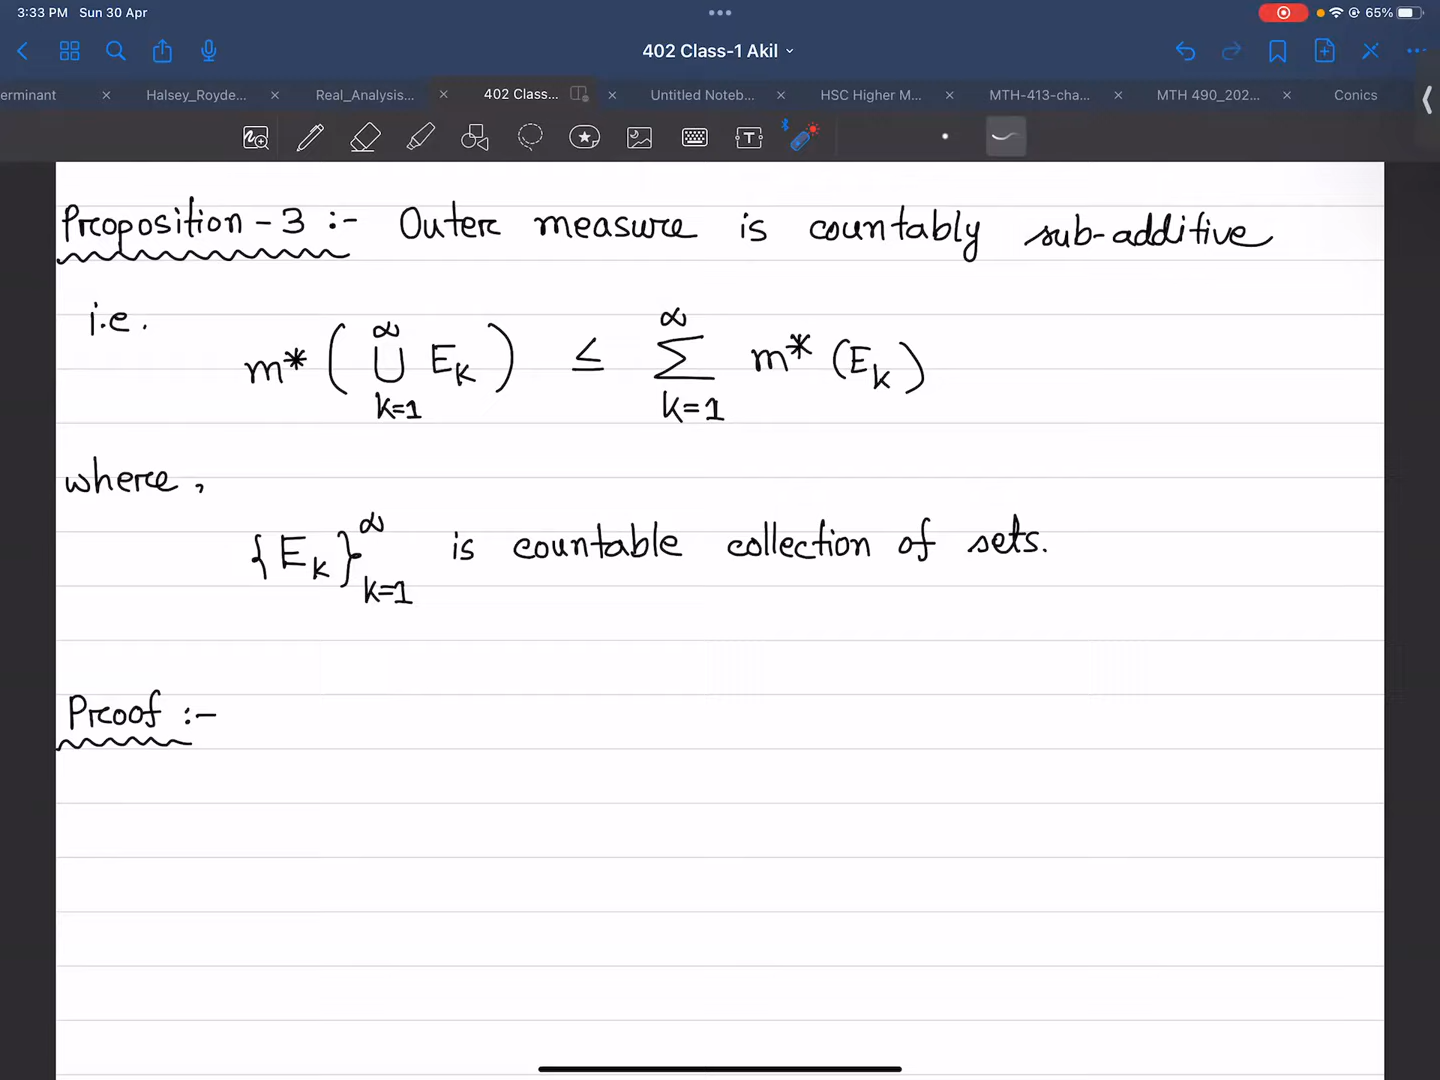 3:33 PM Sun 30 Apr
65%
402 Class-1 Akil
erminant
Halsey_Royde...
Real_Analysis...
402 Class...
Untitled Noteb...
HSC Higher M...
MTH-413-cha...
MTH 490_202...
Conics
Proposition-3 :- Outer measure is countably sub-additive
i.e.
m* ( ∞ ∪ k=1 E_k ) ≤ ∞ ∑ k=1 m* (E_k)
where,
{E_k}^∞_{k=1} is countable collection of sets.
Proof :-